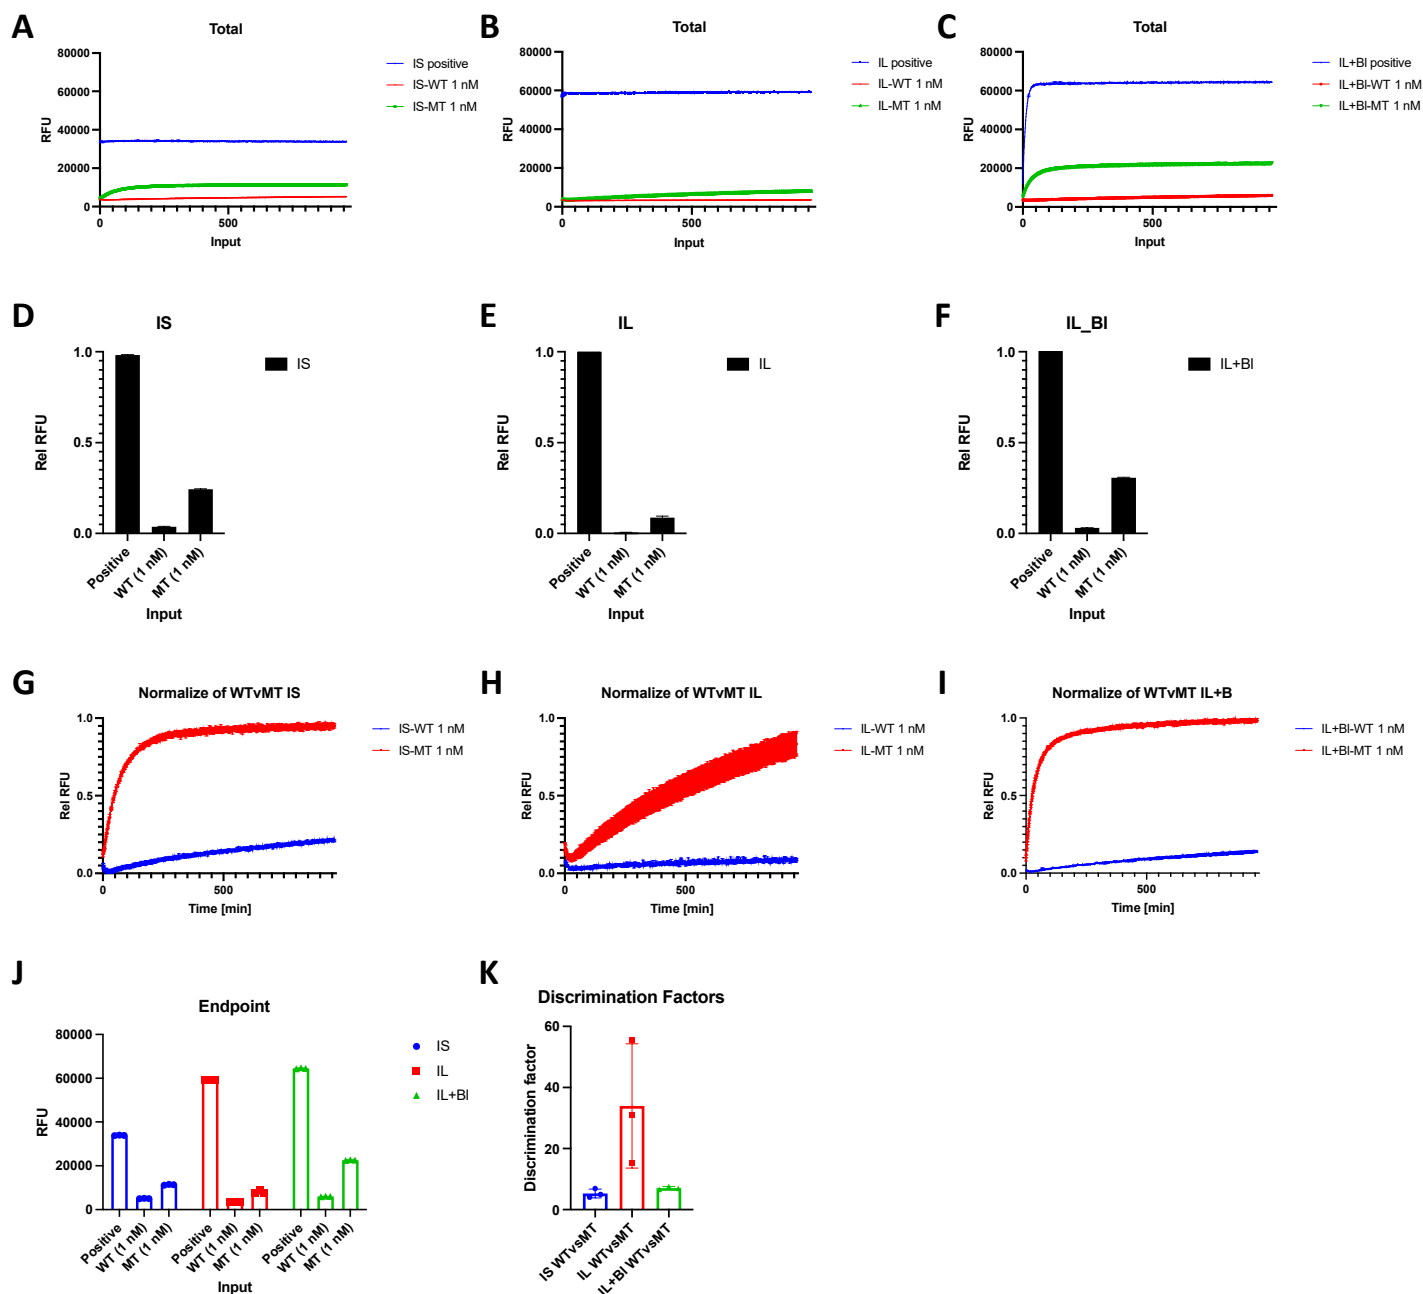 A
Total
80000
60000
40000
20000
0
RFU
0
500
Input
IS positive
IS-WT 1 nM
IS-MT 1 nM
B
Total
80000
60000
40000
20000
0
RFU
0
500
Input
IL positive
IL-WT 1 nM
IL-MT 1 nM
C
Total
80000
60000
40000
20000
0
RFU
0
500
Input
IL+Bl positive
IL+Bl-WT 1 nM
IL+Bl-MT 1 nM
D
IS
1.0
0.5
0.0
Rel RFU
Positive
WT (1 nM)
MT (1 nM)
Input
IS
E
IL
1.0
0.5
0.0
Rel RFU
Positive
WT (1 nM)
MT (1 nM)
Input
IL
F
IL_Bl
1.0
0.5
0.0
Rel RFU
Positive
WT (1 nM)
MT (1 nM)
Input
IL+Bl
G
Normalize of WTvMT IS
1.0
0.5
0.0
Rel RFU
0
500
Time [min]
IS-WT 1 nM
IS-MT 1 nM
H
Normalize of WTvMT IL
1.0
0.5
0.0
Rel RFU
0
500
Time [min]
IL-WT 1 nM
IL-MT 1 nM
I
Normalize of WTvMT IL+B
1.0
0.5
0.0
Rel RFU
0
500
Time [min]
IL+Bl-WT 1 nM
IL+Bl-MT 1 nM
J
Endpoint
80000
60000
40000
20000
0
RFU
Positive
WT (1 nM)
MT (1 nM)
Positive
WT (1 nM)
MT (1 nM)
Positive
WT (1 nM)
MT (1 nM)
Input
IS
IL
IL+Bl
K
Discrimination Factors
60
40
20
0
Discrimination factor
IS WTvsMT
IL WTvsMT
IL+Bl WTvsMT